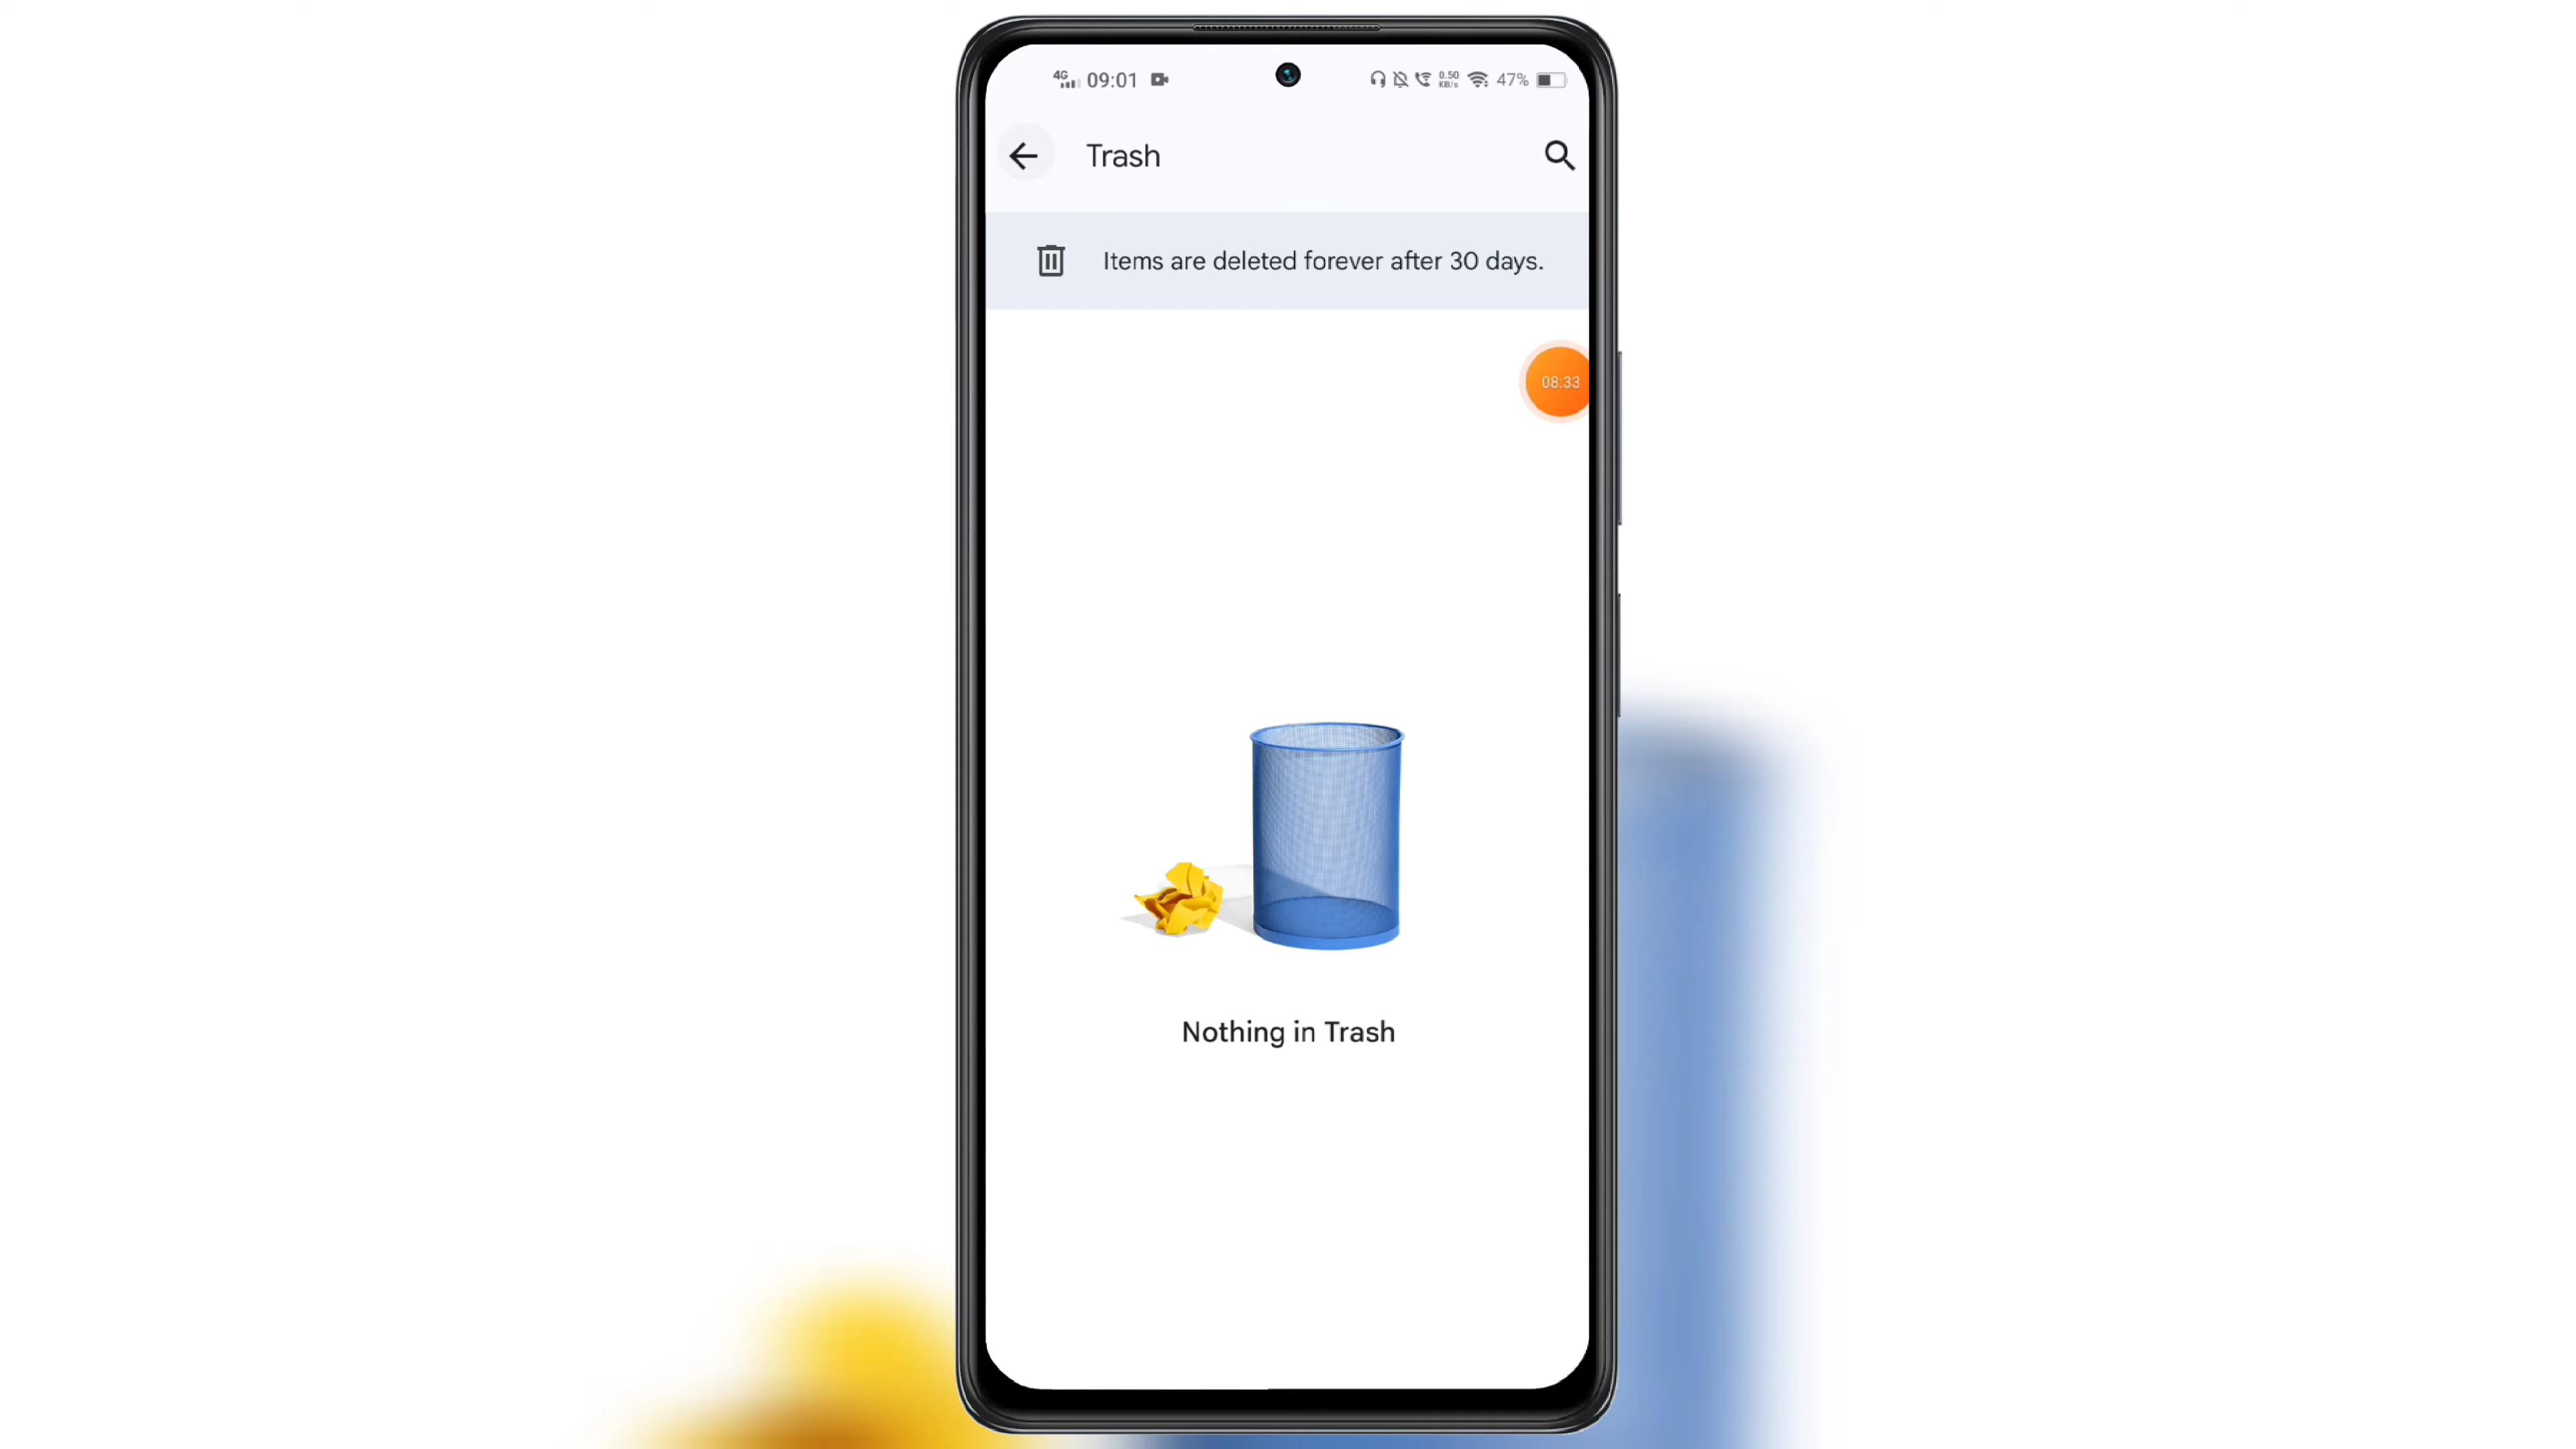 4G 09:01 0.50 KB/s 47%
Trash
Items are deleted forever after 30 days.
08:33
Nothing in Trash